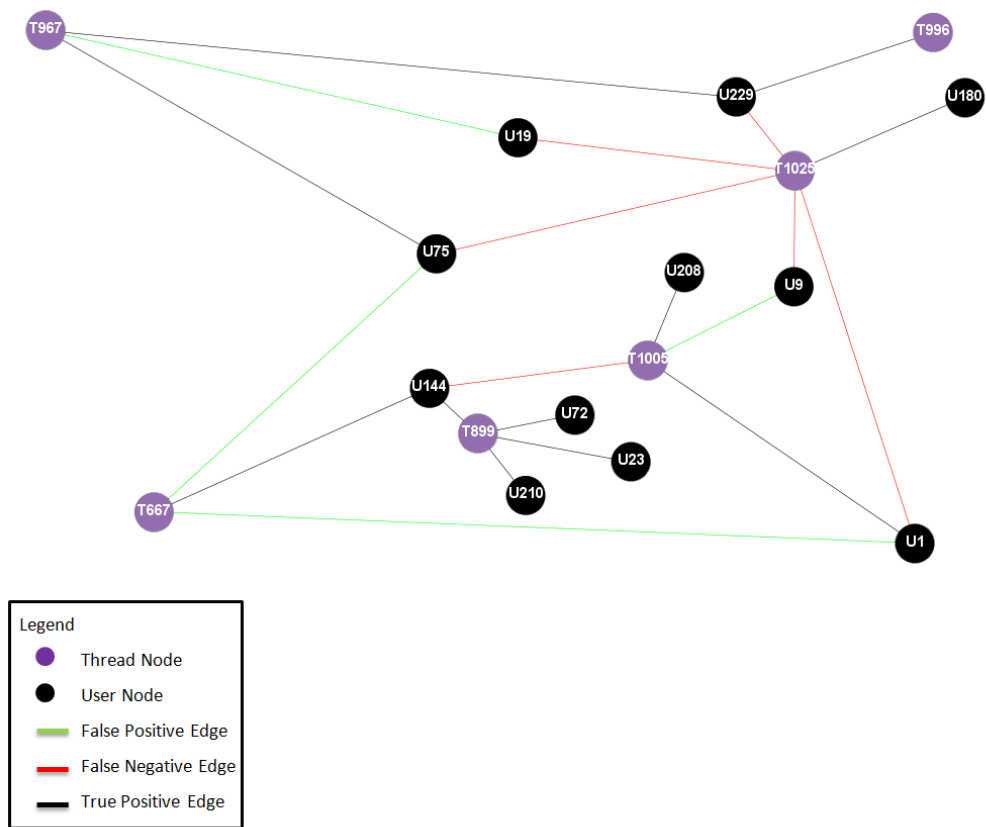 T967
T996
U229
U180
U19
T1025
U75
U208
U9
T1005
U144
U72
T899
U23
U210
T667
U1
Legend
Thread Node
User Node
False Positive Edge
False Negative Edge
True Positive Edge